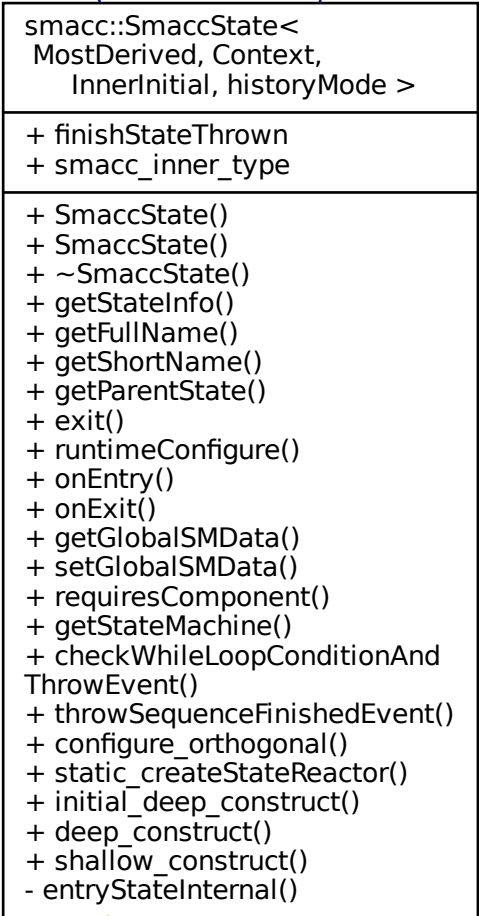 smacc::SmaccState<
MostDerived, Context,
InnerInitial, historyMode >
+ finishStateThrown
+ smacc_inner_type
+ SmaccState()
+ SmaccState()
+ ~SmaccState()
+ getStateInfo()
+ getFullName()
+ getShortName()
+ getParentState()
+ exit()
+ runtimeConfigure()
+ onEntry()
+ onExit()
+ getGlobalSMData()
+ setGlobalSMData()
+ requiresComponent()
+ getStateMachine()
+ checkWhileLoopConditionAnd
ThrowEvent()
+ throwSequenceFinishedEvent()
+ configure_orthogonal()
+ static_createStateReactor()
+ initial_deep_construct()
+ deep_construct()
+ shallow_construct()
- entryStateInternal()